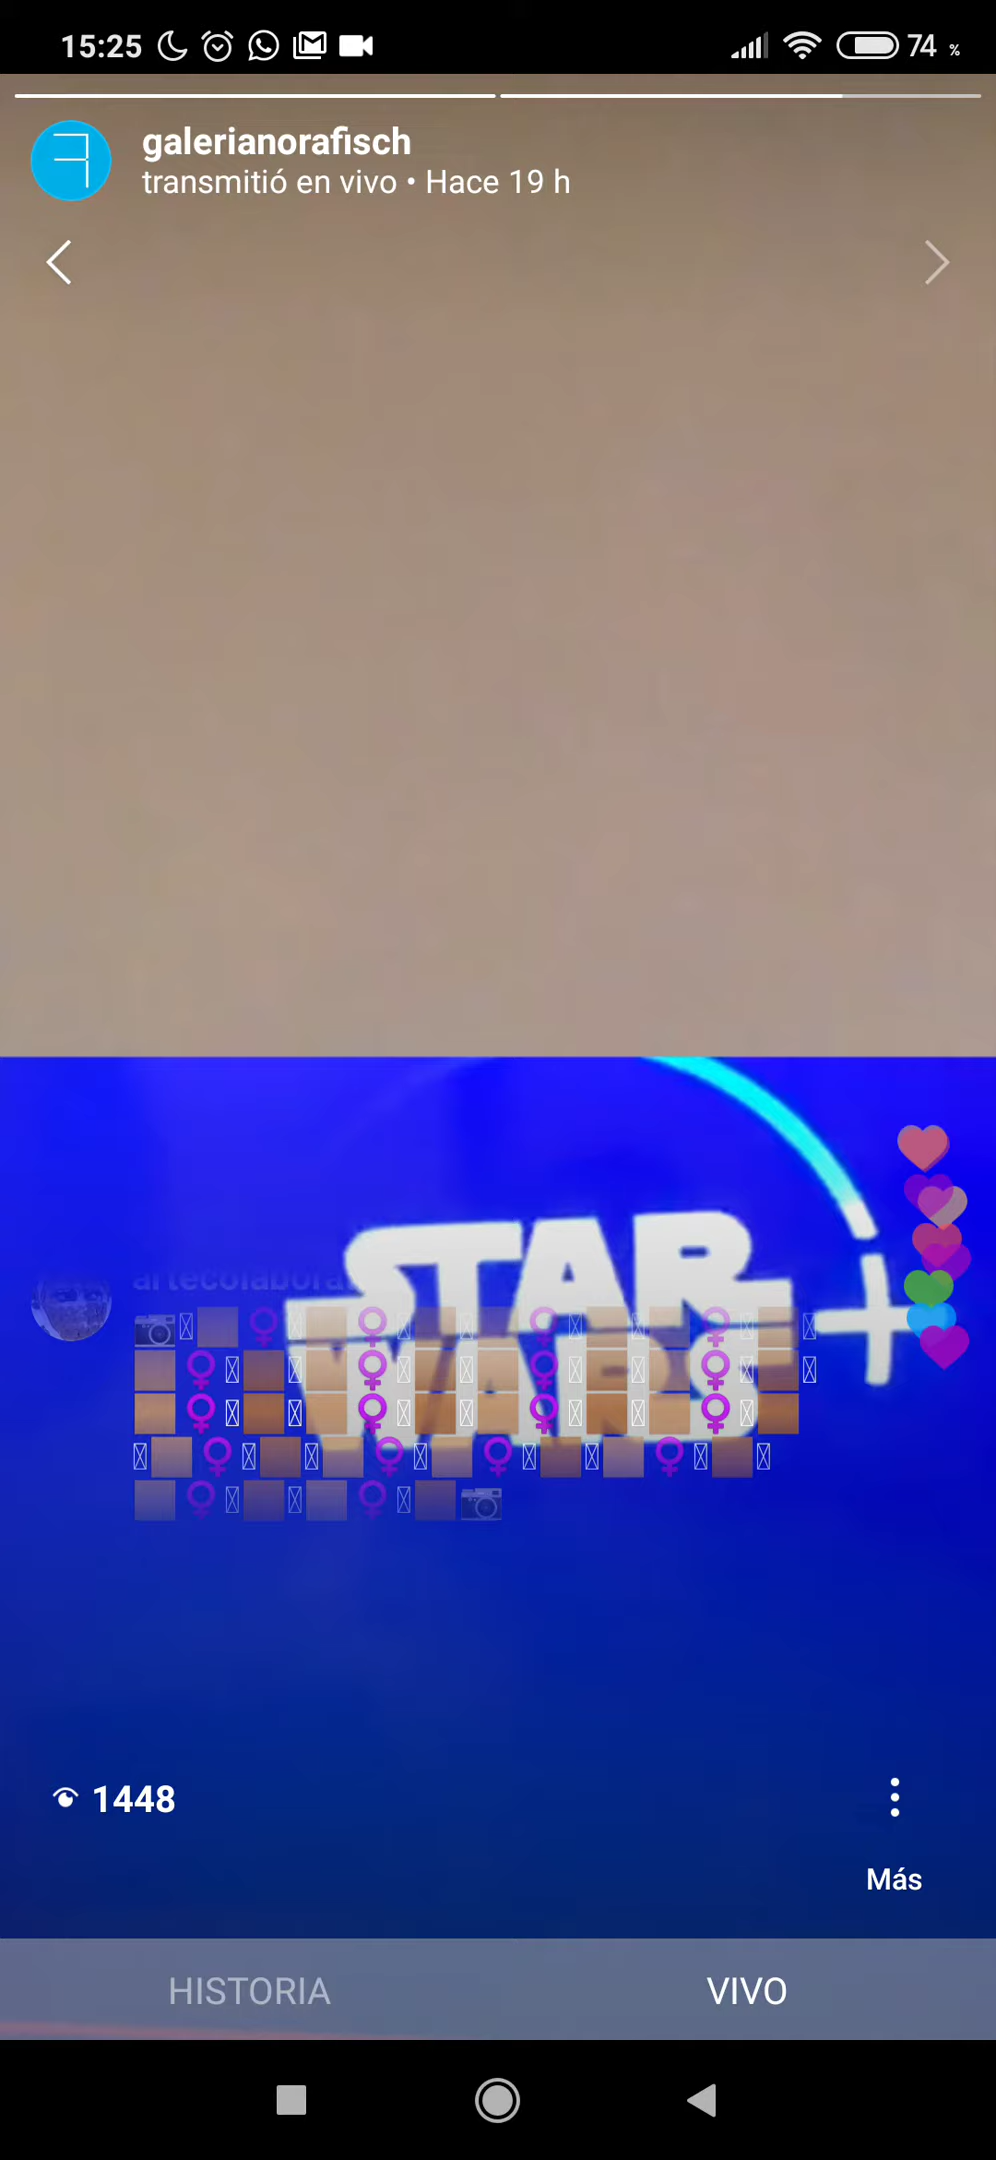 15:25
74 %
galerianorafisch
transmitió en vivo • Hace 19 h
STAR
WARS
+
1448
Más
HISTORIA
VIVO